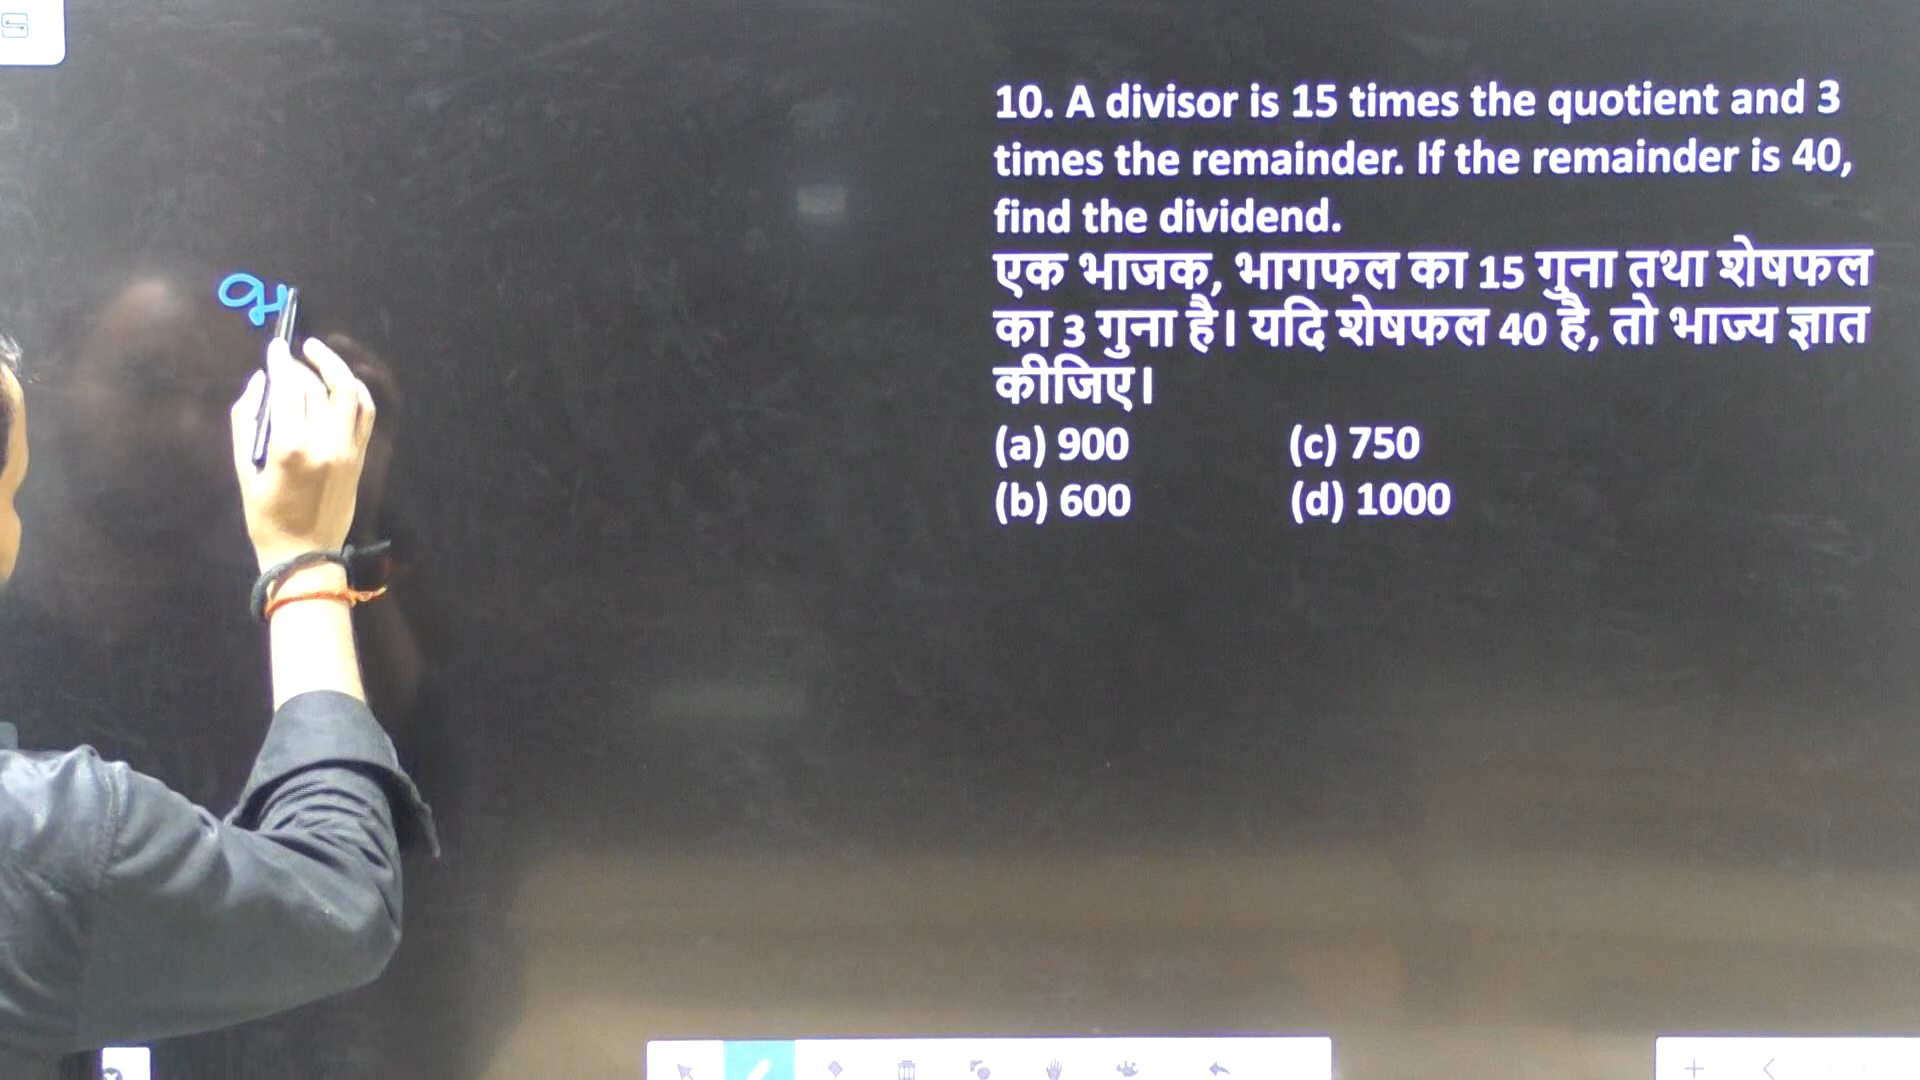 10. A divisor is 15 times the quotient and 3
times the remainder. If the remainder is 40,
find the dividend.
एक भाजक, भागफल का 15 गुना तथा शेषफल
का 3 गुना है। यदि शेषफल 40 है, तो भाज्य ज्ञात
कीजिए।
(a) 900 (c) 750
(b) 600 (d) 1000